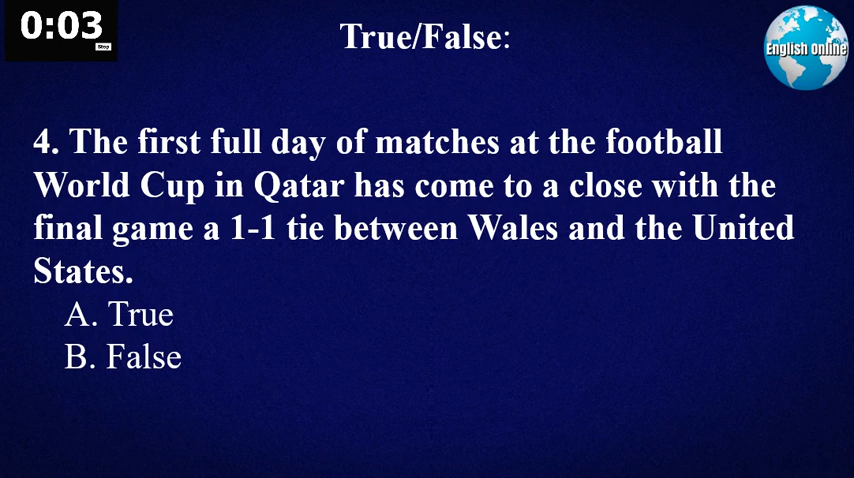 0:03
Stop
True/False:
English Online
4. The first full day of matches at the football
World Cup in Qatar has come to a close with the
final game a 1-1 tie between Wales and the United
States.
A. True
B. False